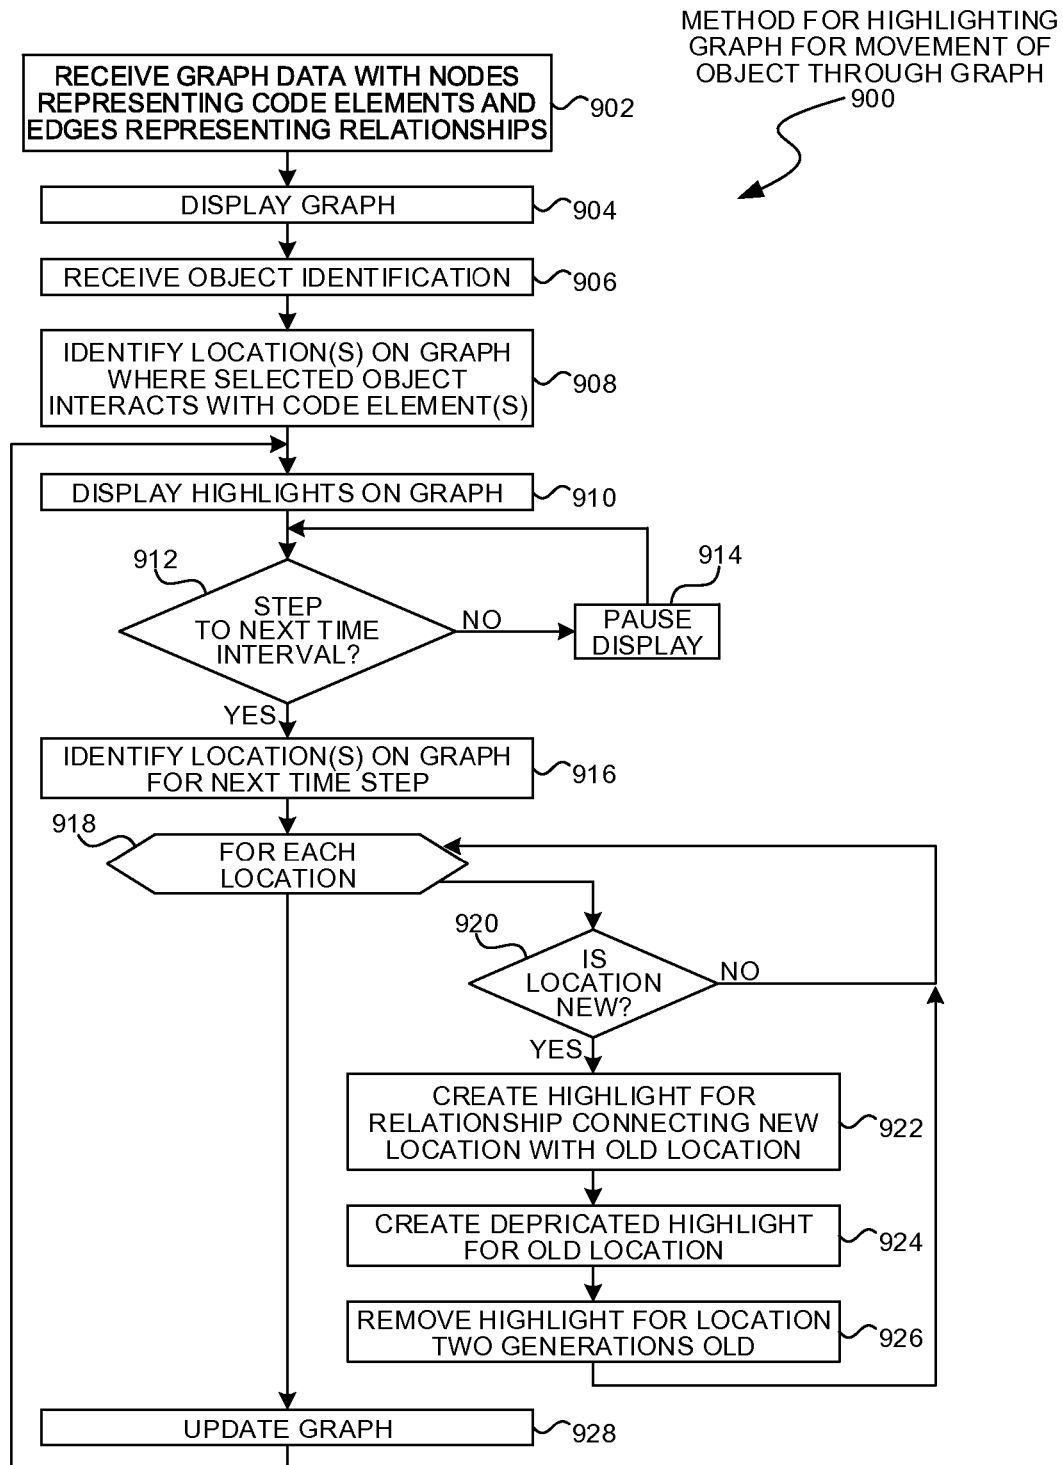 METHOD FOR HIGHLIGHTING
GRAPH FOR MOVEMENT OF
OBJECT THROUGH GRAPH
900
RECEIVE GRAPH DATA WITH NODES
REPRESENTING CODE ELEMENTS AND
EDGES REPRESENTING RELATIONSHIPS
902
DISPLAY GRAPH
904
RECEIVE OBJECT IDENTIFICATION
906
IDENTIFY LOCATION(S) ON GRAPH
WHERE SELECTED OBJECT
INTERACTS WITH CODE ELEMENT(S)
908
DISPLAY HIGHLIGHTS ON GRAPH
910
912
STEP
TO NEXT TIME
INTERVAL?
NO
914
PAUSE
DISPLAY
YES
IDENTIFY LOCATION(S) ON GRAPH
FOR NEXT TIME STEP
916
918
FOR EACH
LOCATION
920
IS
LOCATION
NEW?
NO
YES
CREATE HIGHLIGHT FOR
RELATIONSHIP CONNECTING NEW
LOCATION WITH OLD LOCATION
922
CREATE DEPRICATED HIGHLIGHT
FOR OLD LOCATION
924
REMOVE HIGHLIGHT FOR LOCATION
TWO GENERATIONS OLD
926
UPDATE GRAPH
928